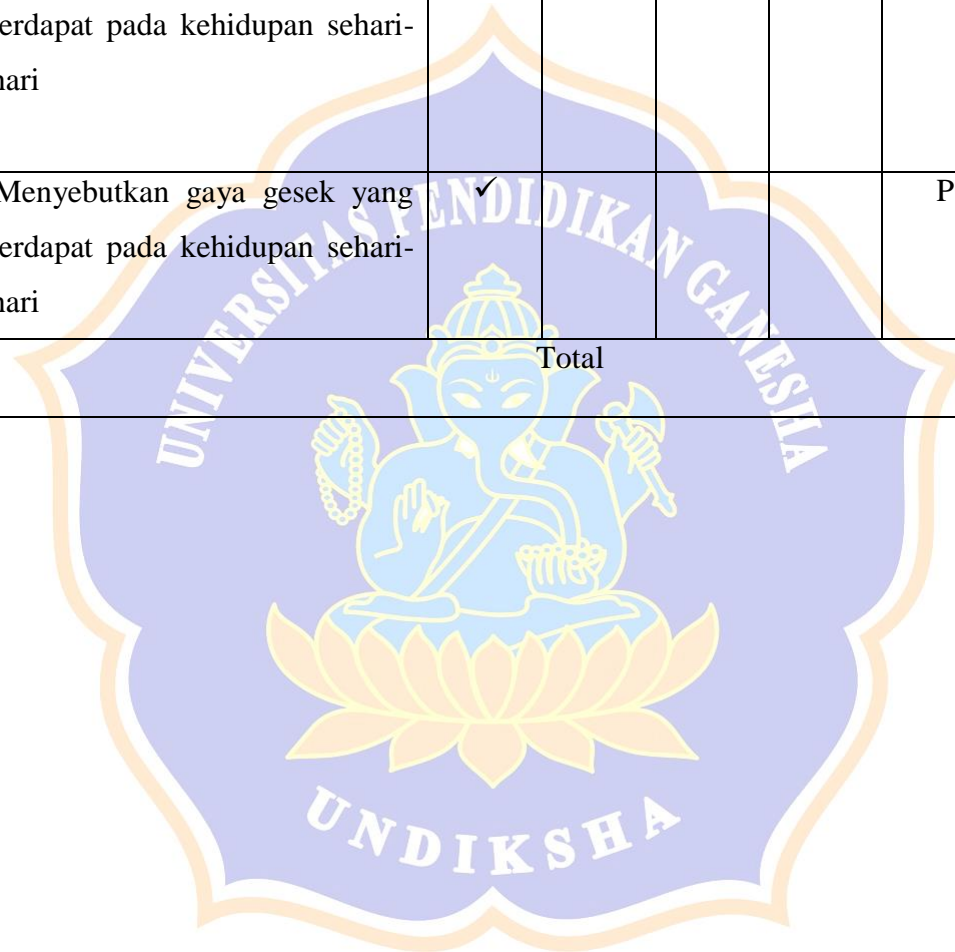 erdapat pada kehidupan sehari-
hari
Menyebutkan gaya gesek yang ✓ P
erdapat pada kehidupan sehari-
hari
Total
UNIVERSITAS PENDIDIKAN GANESHA
UNDIKSHA